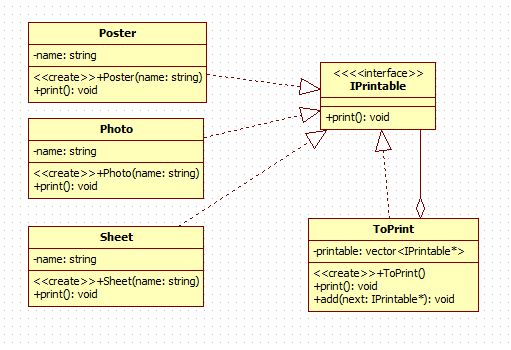 Poster
-name: string
<<create>>+Poster(name: string)
+print(): void
<<<<interface>>
IPrintable
+print(): void
Photo
-name: string
<<create>>+Photo(name: string)
+print(): void
Sheet
-name: string
<<create>>+Sheet(name: string)
+print(): void
ToPrint
-printable: vector<IPrintable*>
<<create>>+ToPrint()
+print(): void
+add(next: IPrintable*): void